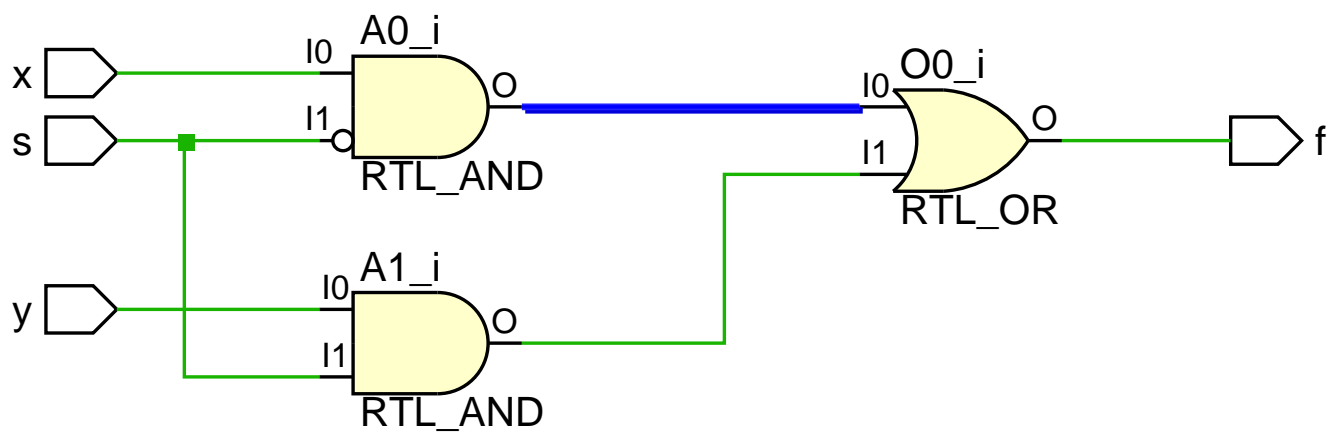 A0_i
I0
x
O
O0_i
I0
I1
s
O
f
RTL_AND
I1
RTL_OR
A1_i
I0
y
O
I1
RTL_AND